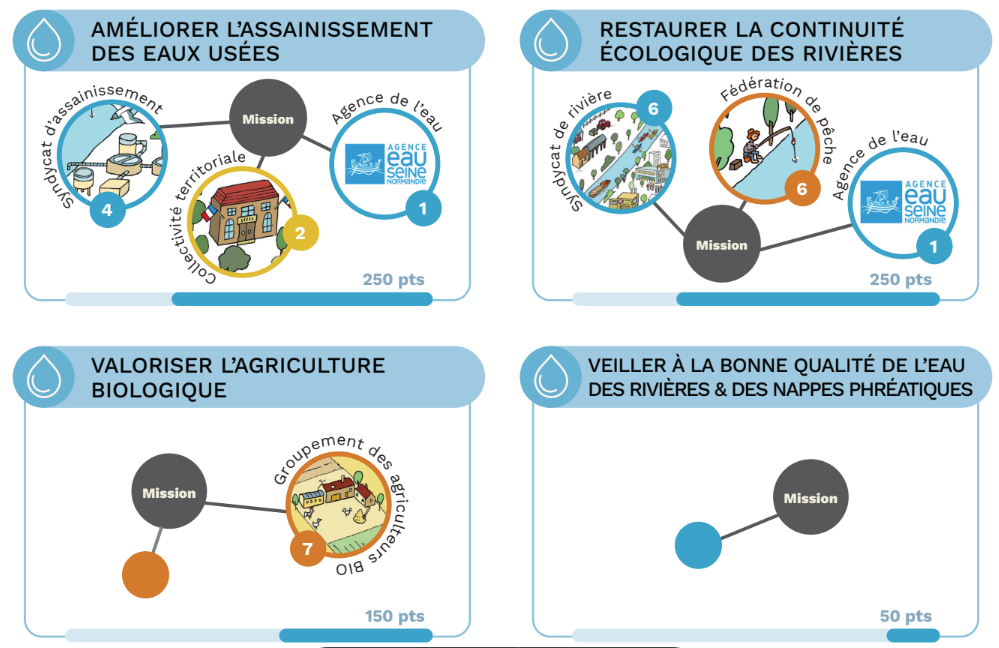 AMÉLIORER L'ASSAINISSEMENT
DES EAUX USÉES
Syndycat d'assainissement
4
Mission
Collectivité territoriale
2
Agence de l'eau
AGENCE
eau
SEINE
NORMANDIE
1
250 pts
RESTAURER LA CONTINUITÉ
ÉCOLOGIQUE DES RIVIÈRES
Syndycat de rivière
6
Fédération de pêche
6
Mission
Agence de l'eau
AGENCE
eau
SEINE
NORMANDIE
1
250 pts
VALORISER L'AGRICULTURE
BIOLOGIQUE
Mission
Groupement des agriculteurs BIO
7
150 pts
VEILLER À LA BONNE QUALITÉ DE L'EAU
DES RIVIÈRES & DES NAPPES PHRÉATIQUES
Mission
50 pts